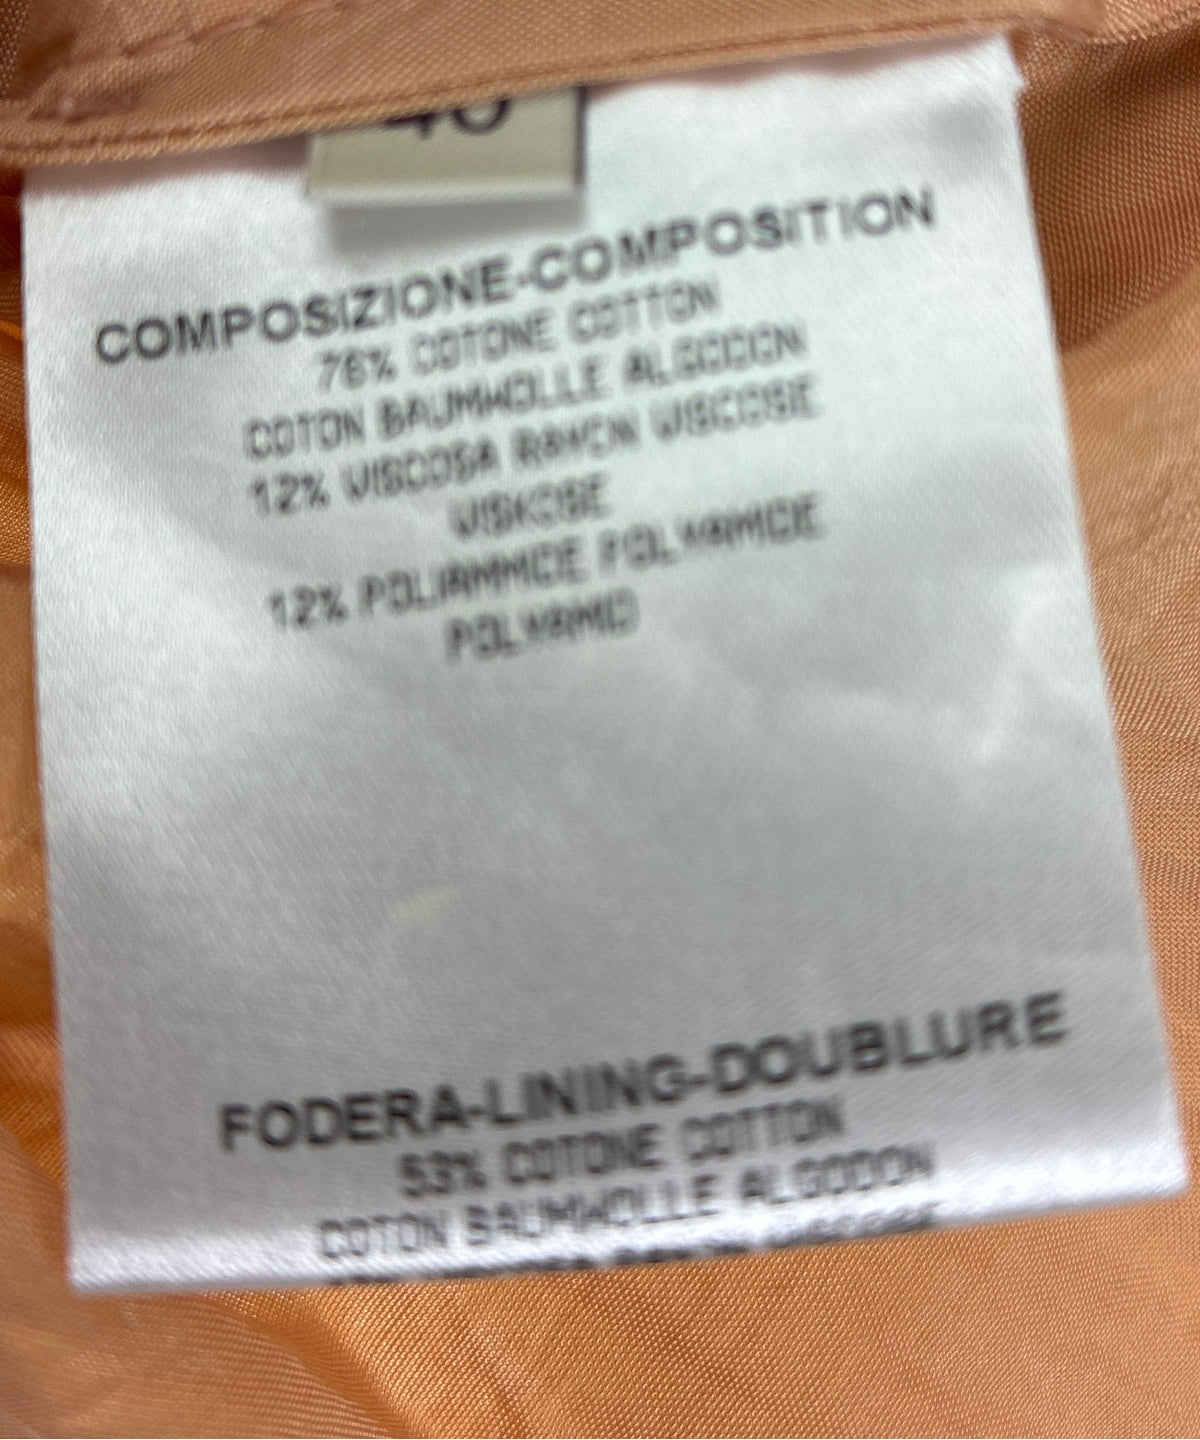 40
COMPOSIZIONE-COMPOSITION
76% COTONE COTTON
COTON BAUMWOLLE ALGODON
12% VISCOSA RAYON VISCOSE
VISKOSE
12% POLIAMMIDE POLYAMIDE
POLYAMID
FODERA-LINING-DOUBLURE
53% COTONE COTTON
COTON BAUMWOLLE ALGODON